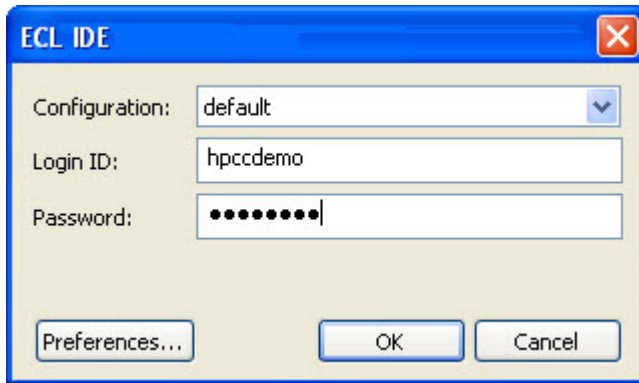 ECL IDE
Configuration: default
Login ID: hpccdemo
Password: ●●●●●●●●
Preferences... OK Cancel